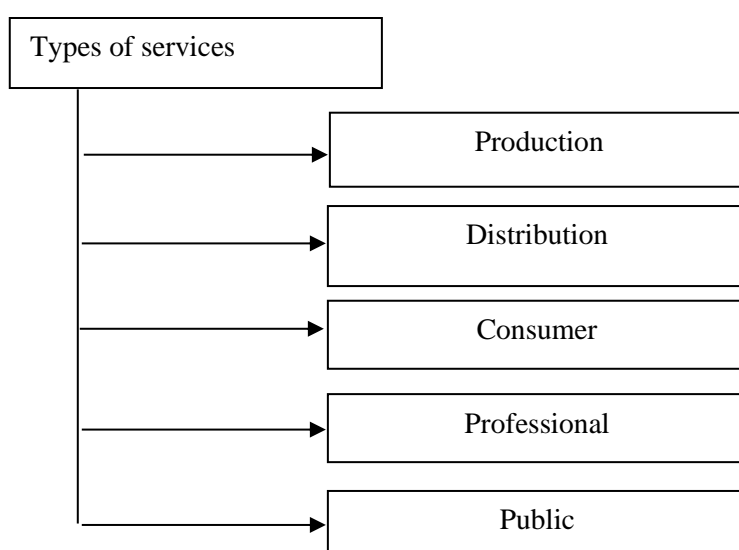 Types of services
Production
Distribution
Consumer
Professional
Public